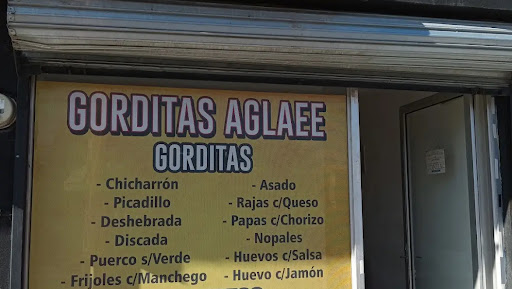 GORDITAS AGLAEE
GORDITAS
- Chicharrón
- Picadillo
- Deshebrada
- Discada
- Puerco s/Verde
- Frijoles c/Manchego
- Asado
- Rajas c/Queso
- Papas c/Chorizo
- Nopales
- Huevos c/Salsa
- Huevo c/Jamón